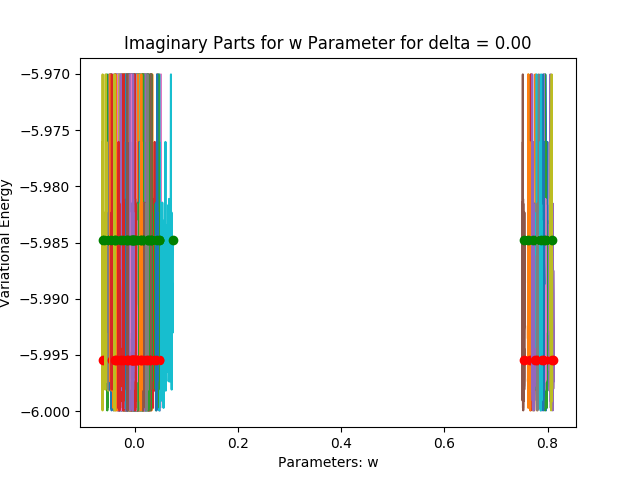 Imaginary Parts for w Parameter for delta = 0.00
Variational Energy
−5.970
−5.975
−5.980
−5.985
−5.990
−5.995
−6.000
0.0 0.2 0.4 0.6 0.8
Parameters: w